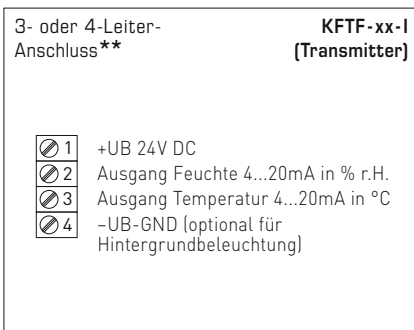 3- oder 4-Leiter-
Anschluss**
KFTF-xx-I
(Transmitter)
1 +UB 24V DC
2 Ausgang Feuchte 4...20mA in % r.H.
3 Ausgang Temperatur 4...20mA in °C
4 –UB-GND (optional für
Hintergrundbeleuchtung)